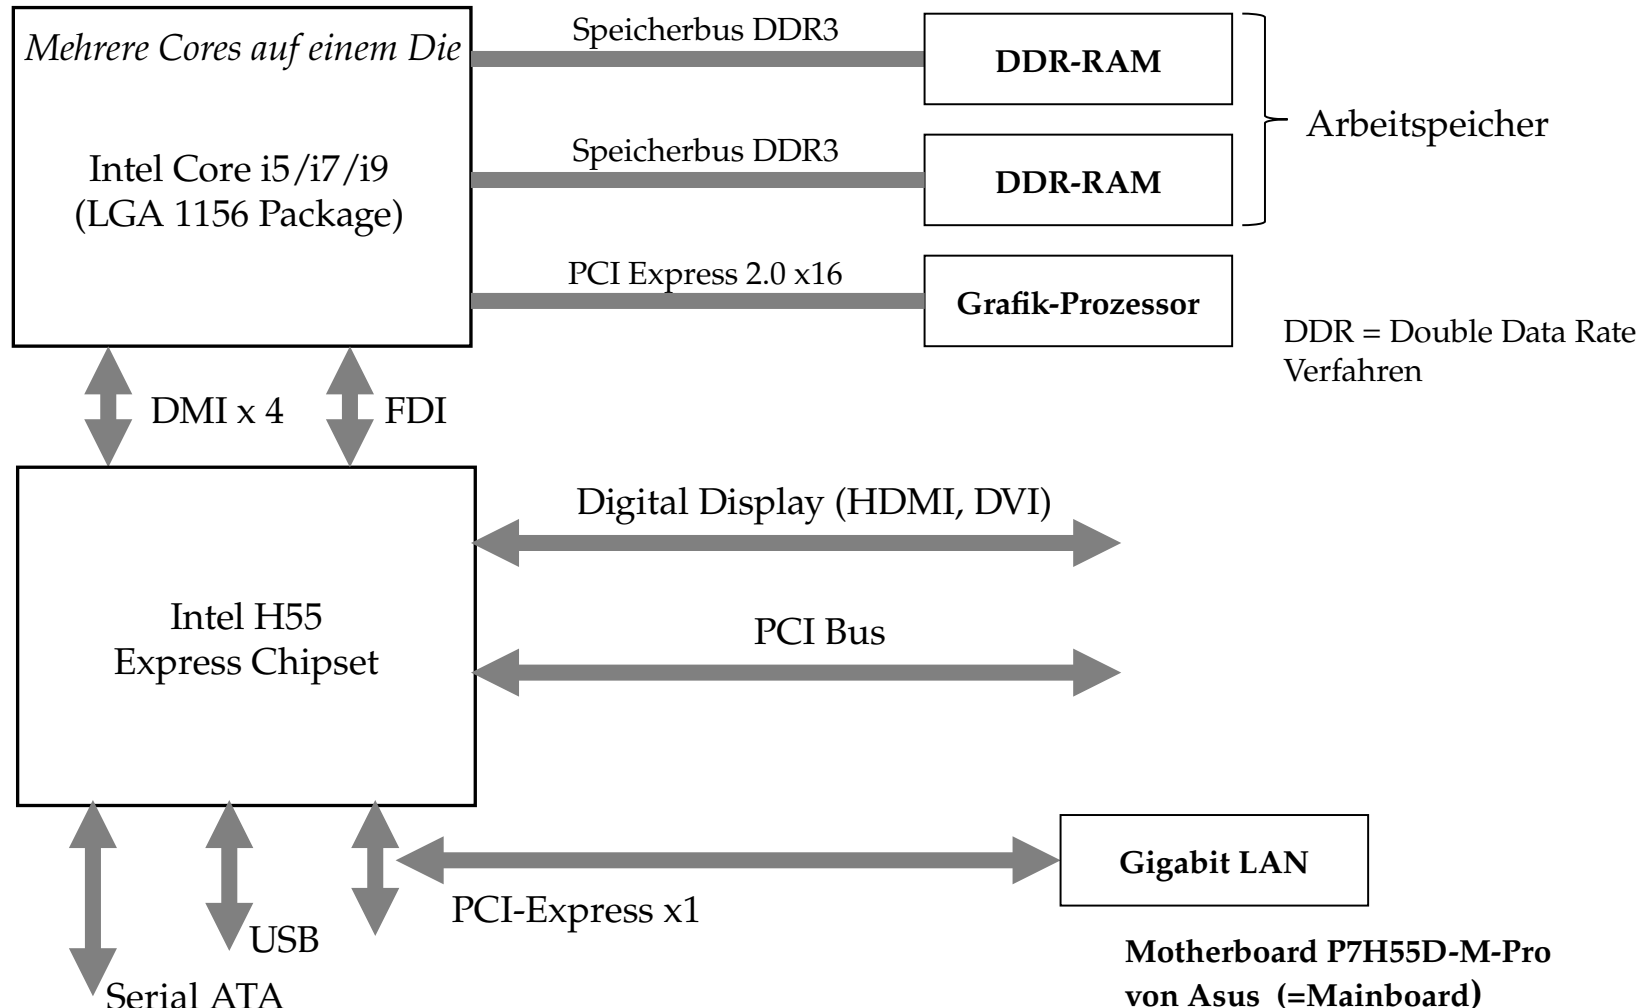 Mehrere Cores auf einem Die
Intel Core i5/i7/i9
(LGA 1156 Package)
Speicherbus DDR3
DDR-RAM
Speicherbus DDR3
DDR-RAM
Arbeitspeicher
PCI Express 2.0 x16
Grafik-Prozessor
DDR = Double Data Rate
Verfahren
DMI x 4
FDI
Digital Display (HDMI, DVI)
Intel H55
Express Chipset
PCI Bus
Gigabit LAN
PCI-Express x1
USB
Serial ATA
Motherboard P7H55D-M-Pro
von Asus (=Mainboard)